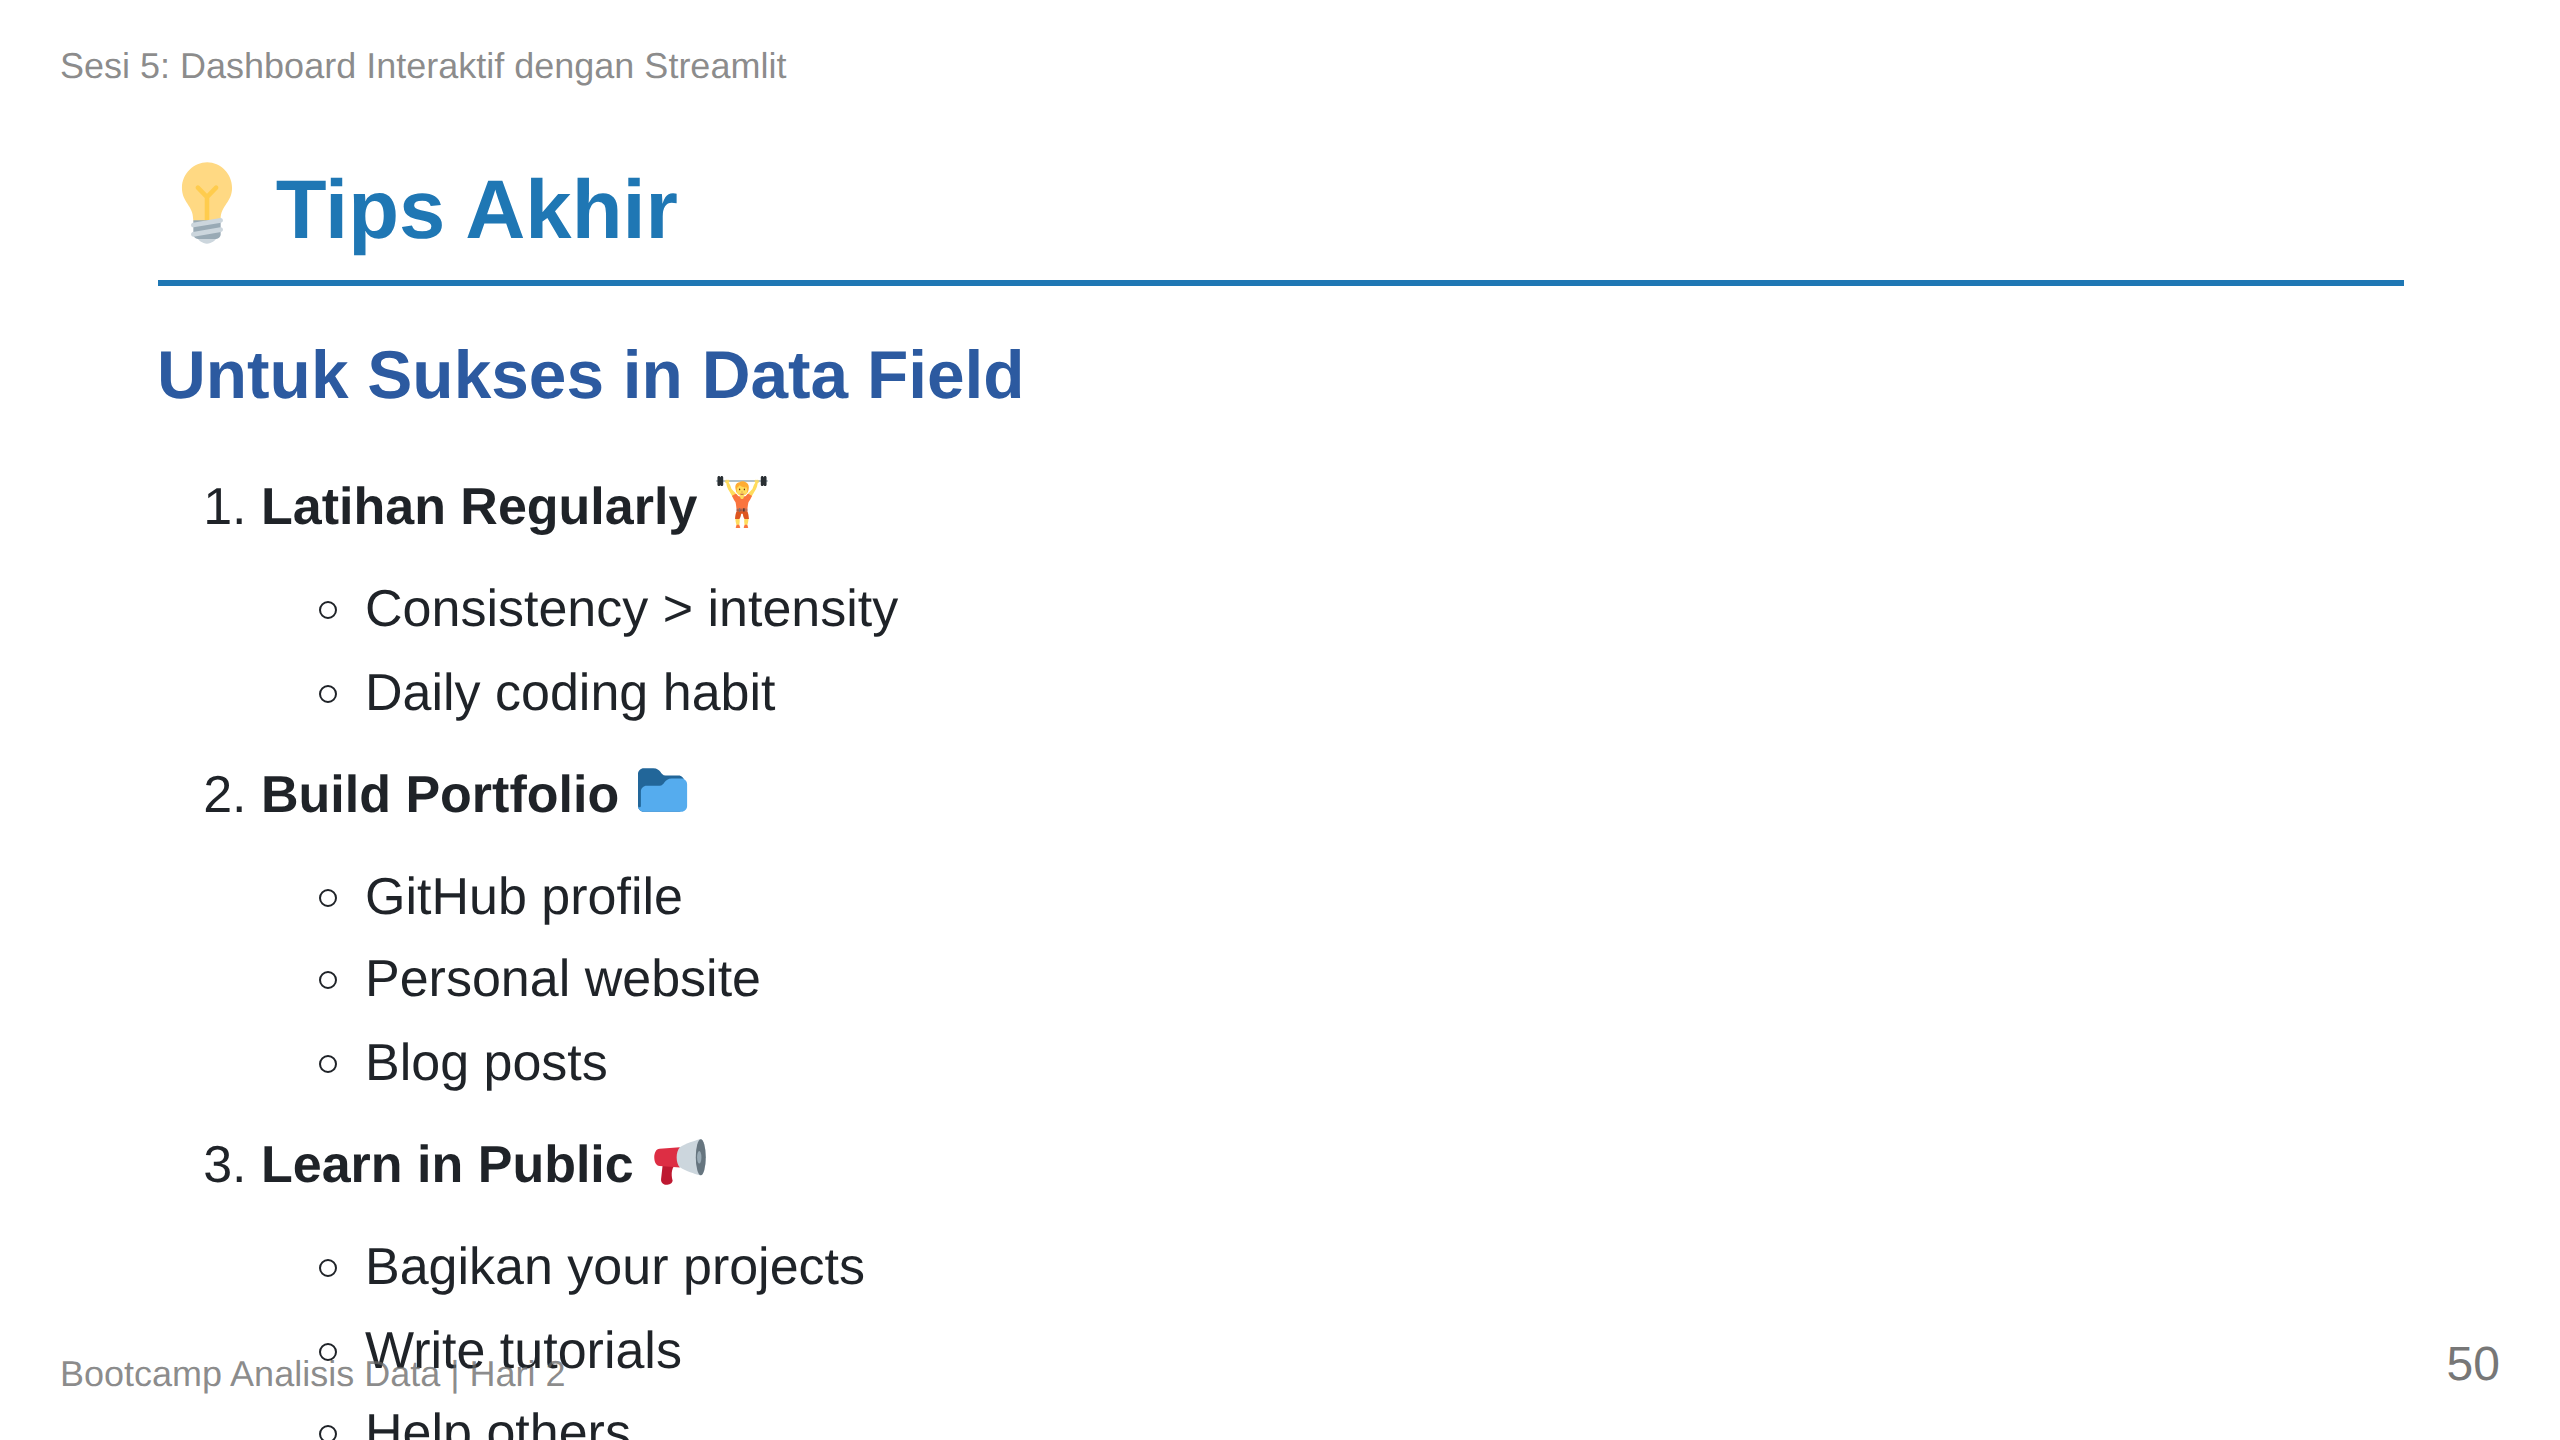 Sesi 5: Dashboard Interaktif dengan Streamlit
💡 Tips Akhir
Untuk Sukses in Data Field
1. Latihan Regularly 🏋️
○ Consistency > intensity
○ Daily coding habit
2. Build Portfolio 📂
○ GitHub profile
○ Personal website
○ Blog posts
3. Learn in Public 📢
○ Bagikan your projects
○ Write tutorials
○ Help others
Bootcamp Analisis Data | Hari 2
50